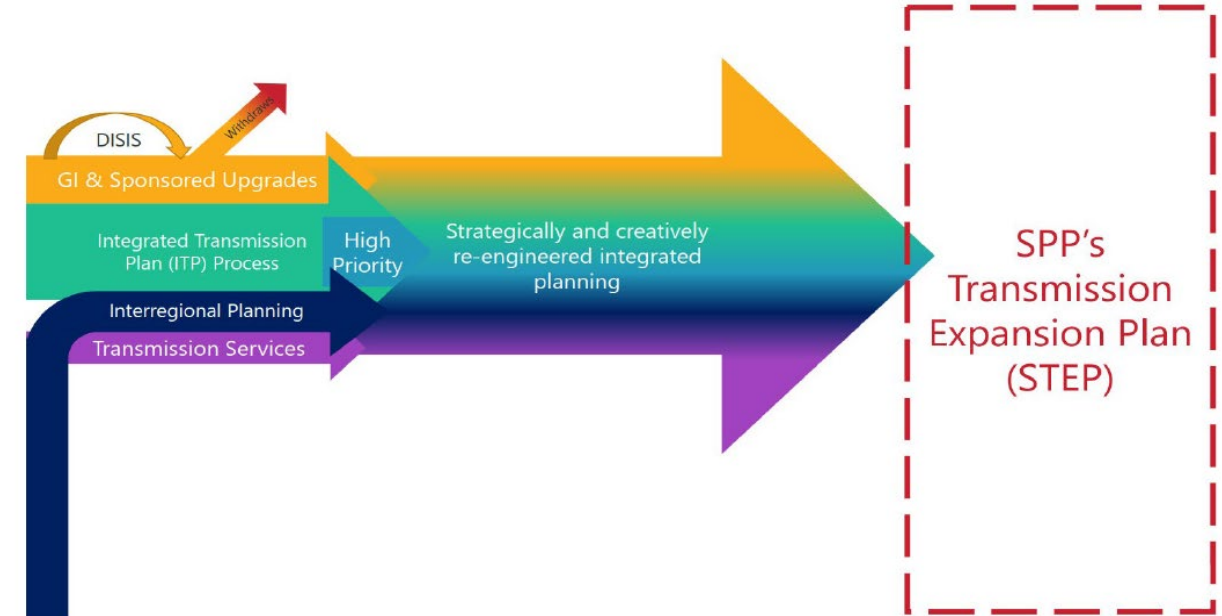 DISIS
Withdraws
GI & Sponsored Upgrades
Integrated Transmission
Plan (ITP) Process
High
Priority
Interregional Planning
Transmission Services
Strategically and creatively
re-engineered integrated
planning
SPP's
Transmission
Expansion Plan
(STEP)